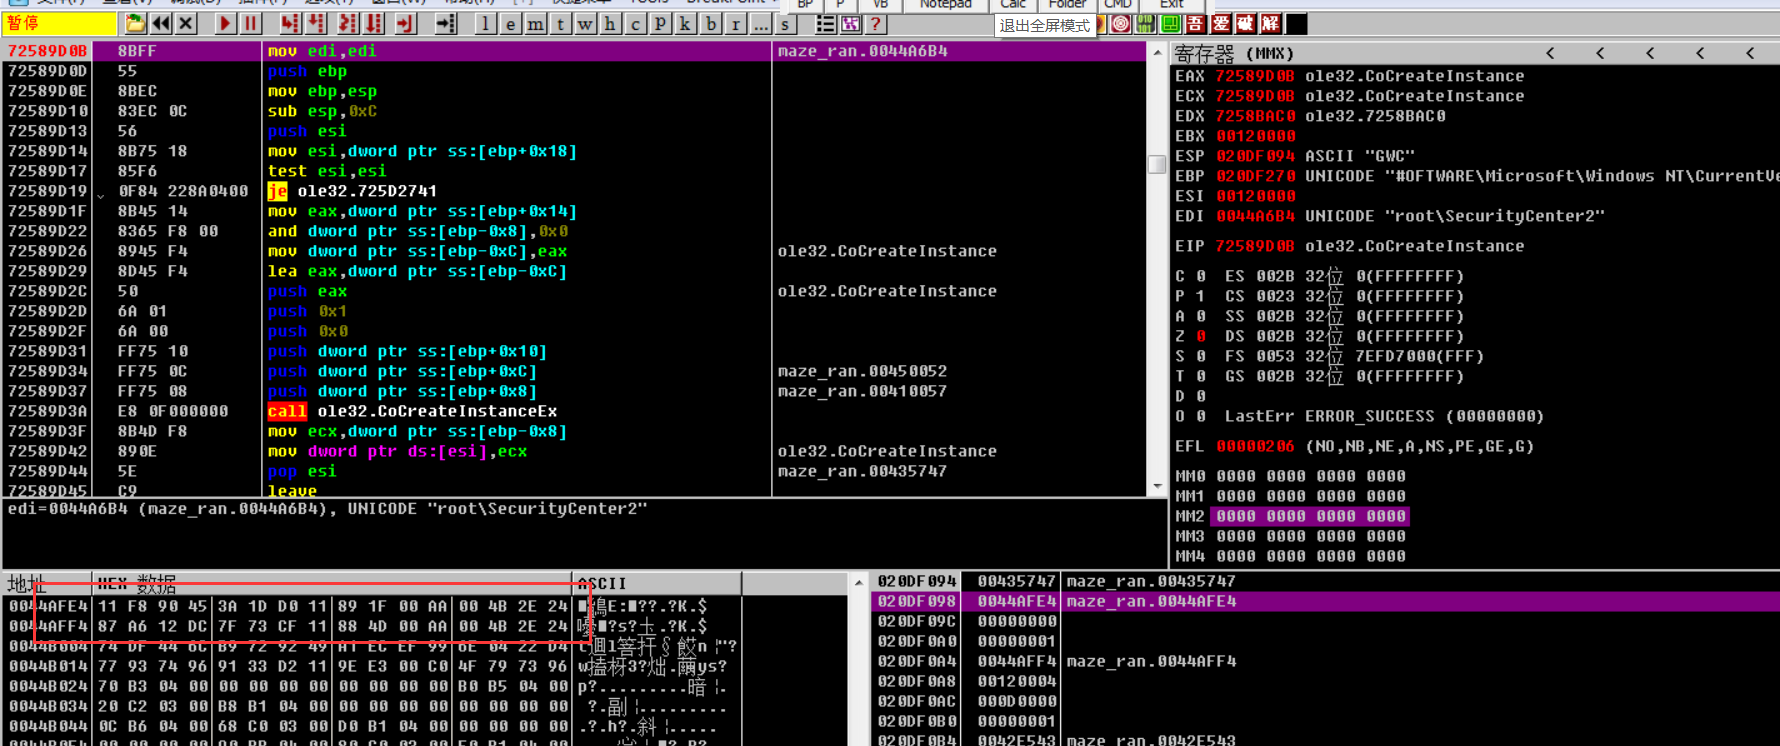 BP P VB Notepad Calc Folder CMD Exit
暂停 l e m t w h c p k b r ... s ? 退出全屏模式 吾 爱 破 解
72589D0B 8BFF mov edi,edi maze_ran.0044A6B4
72589D0D 55 push ebp
72589D0E 8BEC mov ebp,esp
72589D10 83EC 0C sub esp,0xC
72589D13 56 push esi
72589D14 8B75 18 mov esi,dword ptr ss:[ebp+0x18]
72589D17 85F6 test esi,esi
72589D19 0F84 228A0400 je ole32.725D2741
72589D1F 8B45 14 mov eax,dword ptr ss:[ebp+0x14]
72589D22 8365 F8 00 and dword ptr ss:[ebp-0x8],0x0
72589D26 8945 F4 mov dword ptr ss:[ebp-0xC],eax ole32.CoCreateInstance
72589D29 8D45 F4 lea eax,dword ptr ss:[ebp-0xC]
72589D2C 50 push eax ole32.CoCreateInstance
72589D2D 6A 01 push 0x1
72589D2F 6A 00 push 0x0
72589D31 FF75 10 push dword ptr ss:[ebp+0x10]
72589D34 FF75 0C push dword ptr ss:[ebp+0xC] maze_ran.00450052
72589D37 FF75 08 push dword ptr ss:[ebp+0x8] maze_ran.00410057
72589D3A E8 0F000000 call ole32.CoCreateInstanceEx
72589D3F 8B4D F8 mov ecx,dword ptr ss:[ebp-0x8]
72589D42 890E mov dword ptr ds:[esi],ecx ole32.CoCreateInstance
72589D44 5E pop esi maze_ran.00435747
72589D45 C9 leave
edi=0044A6B4 (maze_ran.0044A6B4), UNICODE "root\SecurityCenter2"
寄存器 (MMX) < < < < <
EAX 72589D0B ole32.CoCreateInstance
ECX 72589D0B ole32.CoCreateInstance
EDX 7258BAC0 ole32.7258BAC0
EBX 00120000
ESP 020DF094 ASCII "GWC"
EBP 020DF270 UNICODE "#OFTWARE\Microsoft\Windows NT\CurrentVe
ESI 00120000
EDI 0044A6B4 UNICODE "root\SecurityCenter2"
EIP 72589D0B ole32.CoCreateInstance
C 0 ES 002B 32位 0(FFFFFFFF)
P 1 CS 0023 32位 0(FFFFFFFF)
A 0 SS 002B 32位 0(FFFFFFFF)
Z 0 DS 002B 32位 0(FFFFFFFF)
S 0 FS 0053 32位 7EFD7000(FFF)
T 0 GS 002B 32位 0(FFFFFFFF)
D 0
O 0 LastErr ERROR_SUCCESS (00000000)
EFL 00000206 (NO,NB,NE,A,NS,PE,GE,G)
MM0 0000 0000 0000 0000
MM1 0000 0000 0000 0000
MM2 0000 0000 0000 0000
MM3 0000 0000 0000 0000
MM4 0000 0000 0000 0000
地址 HEX 数据 ASCII
0044AFE4 11 F8 90 45 3A 1D D0 11 89 1F 00 AA 00 4B 2E 24
0044AFF4 87 A6 12 DC 7F 73 CF 11 88 4D 00 AA 00 4B 2E 24
0044B004 74 DF 44 6C B9 72 92 49 A1 EC EF 99 6E 04 22 D4
0044B014 77 93 74 96 91 33 D2 11 9E E3 00 C0 4F 79 73 96
0044B024 70 B3 04 00 00 00 00 00 00 00 00 00 B0 B5 04 00
0044B034 20 C2 03 00 B8 B1 04 00 00 00 00 00 00 00 00 00
0044B044 0C B6 04 00 68 C0 03 00 D0 B1 04 00 00 00 00 00
020DF094 00435747 maze_ran.00435747
020DF098 0044AFE4 maze_ran.0044AFE4
020DF09C 00000000
020DF0A0 00000001
020DF0A4 0044AFF4 maze_ran.0044AFF4
020DF0A8 00120004
020DF0AC 000D0000
020DF0B0 00000001
020DF0B4 0042E543 maze_ran.0042E543